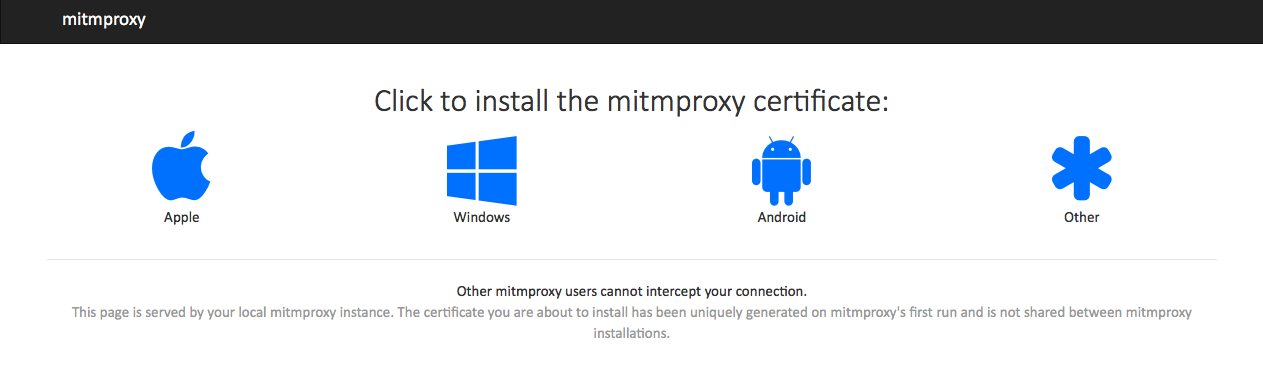 mitmproxy
Click to install the mitmproxy certificate:
Apple
Windows
Android
Other
Other mitmproxy users cannot intercept your connection.
This page is served by your local mitmproxy instance. The certificate you are about to install has been uniquely generated on mitmproxy's first run and is not shared between mitmproxy
installations.